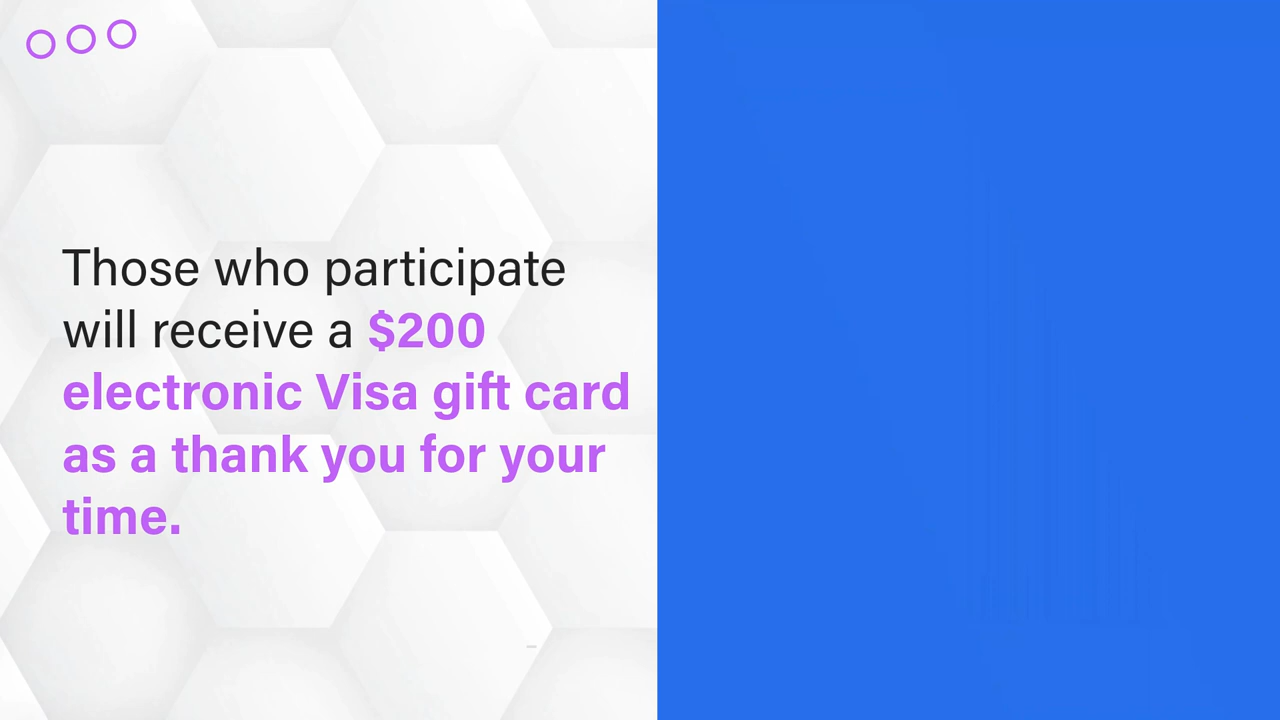 Those who participate
will receive a $200
electronic Visa gift card
as a thank you for your
time.